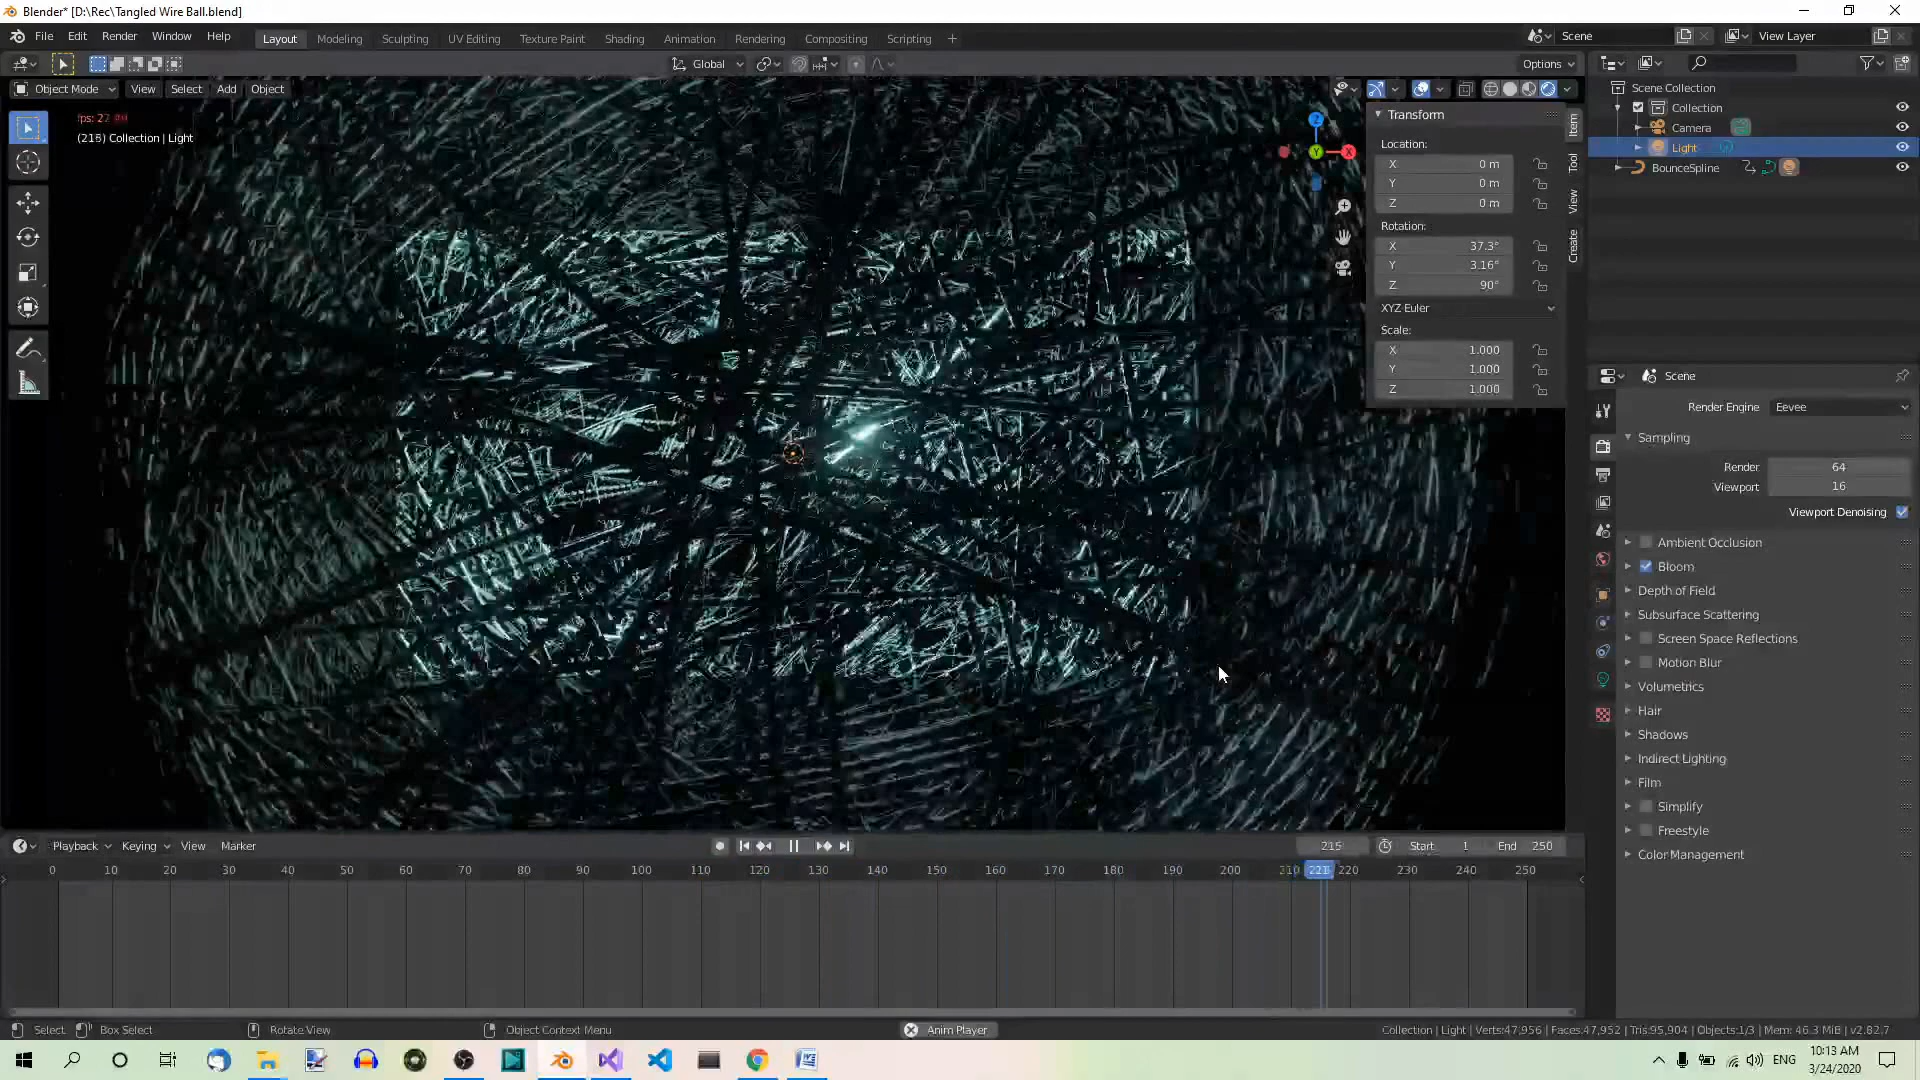 Blender* [D:\Rec\Tangled Wire Ball.blend]
File Edit Render Window Help
Layout Modeling Sculpting UV Editing Texture Paint Shading Animation Rendering Compositing Scripting +
Scene
View Layer
Global
Options
Object Mode View Select Add Object
fps: 27
(215) Collection | Light
Z
Y
X
Transform
Location:
X 0 m
Y 0 m
Z 0 m
Rotation:
X 37.3°
Y 3.16°
Z 90°
XYZ Euler
Scale:
X 1.000
Y 1.000
Z 1.000
Item
Tool
View
Create
Scene Collection
Collection
Camera
Light
BounceSpline
Scene
Render Engine Eevee
Sampling
Render 64
Viewport 16
Viewport Denoising
Ambient Occlusion
Bloom
Depth of Field
Subsurface Scattering
Screen Space Reflections
Motion Blur
Volumetrics
Hair
Shadows
Indirect Lighting
Film
Simplify
Freestyle
Color Management
Playback Keying View Marker
215 Start 1 End 250
0 10 20 30 40 50 60 70 80 90 100 110 120 130 140 150 160 170 180 190 200 210 220 230 240 250
Select Box Select Rotate View Object Context Menu Anim Player
Collection | Light | Verts:47,956 | Faces:47,952 | Tris:95,904 | Objects:1/3 | Mem: 46.3 MiB | v2.82.7
ENG
10:13 AM
3/24/2020